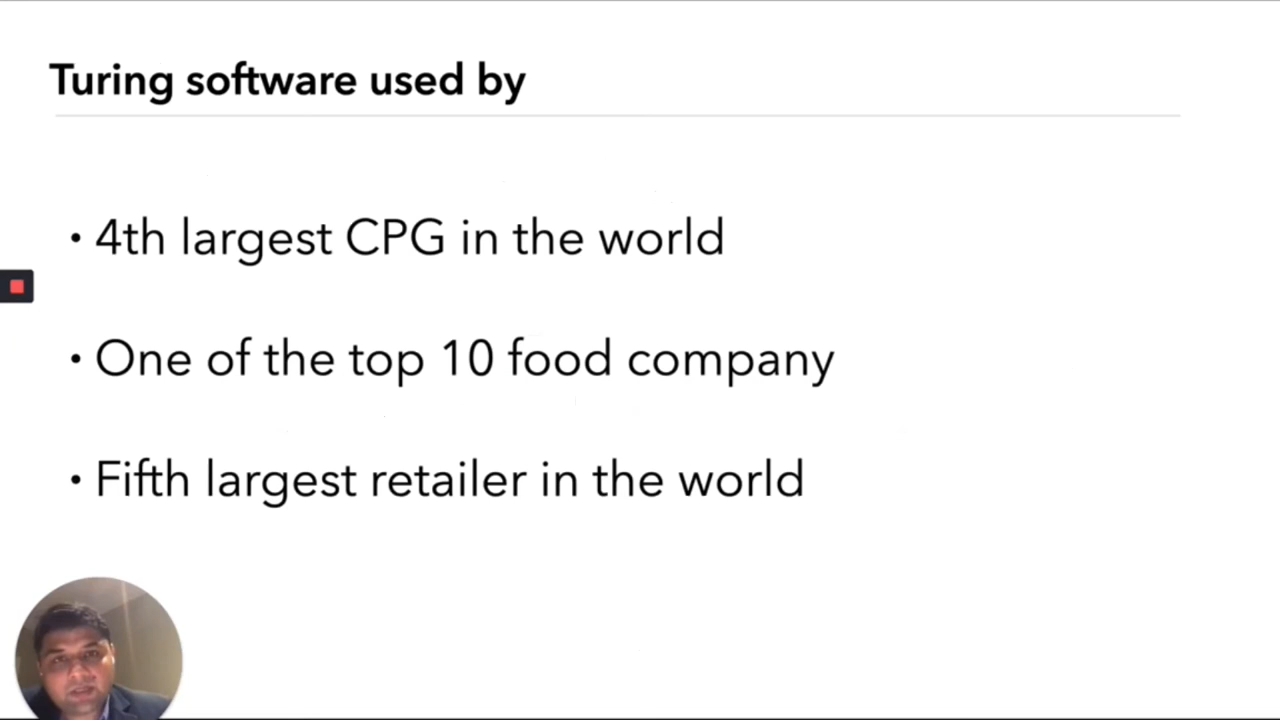 Turing software used by
• 4th largest CPG in the world
• One of the top 10 food company
• Fifth largest retailer in the world